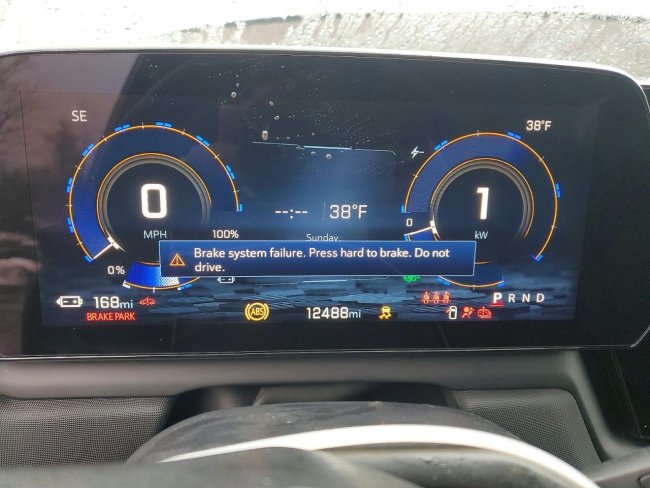 SE
38°F
0
MPH
--:--
38°F
1
kW
0
100%
Sunday,
0%
Brake system failure. Press hard to brake. Do not
drive.
168mi
BRAKE PARK
ABS
12488mi
P R N D